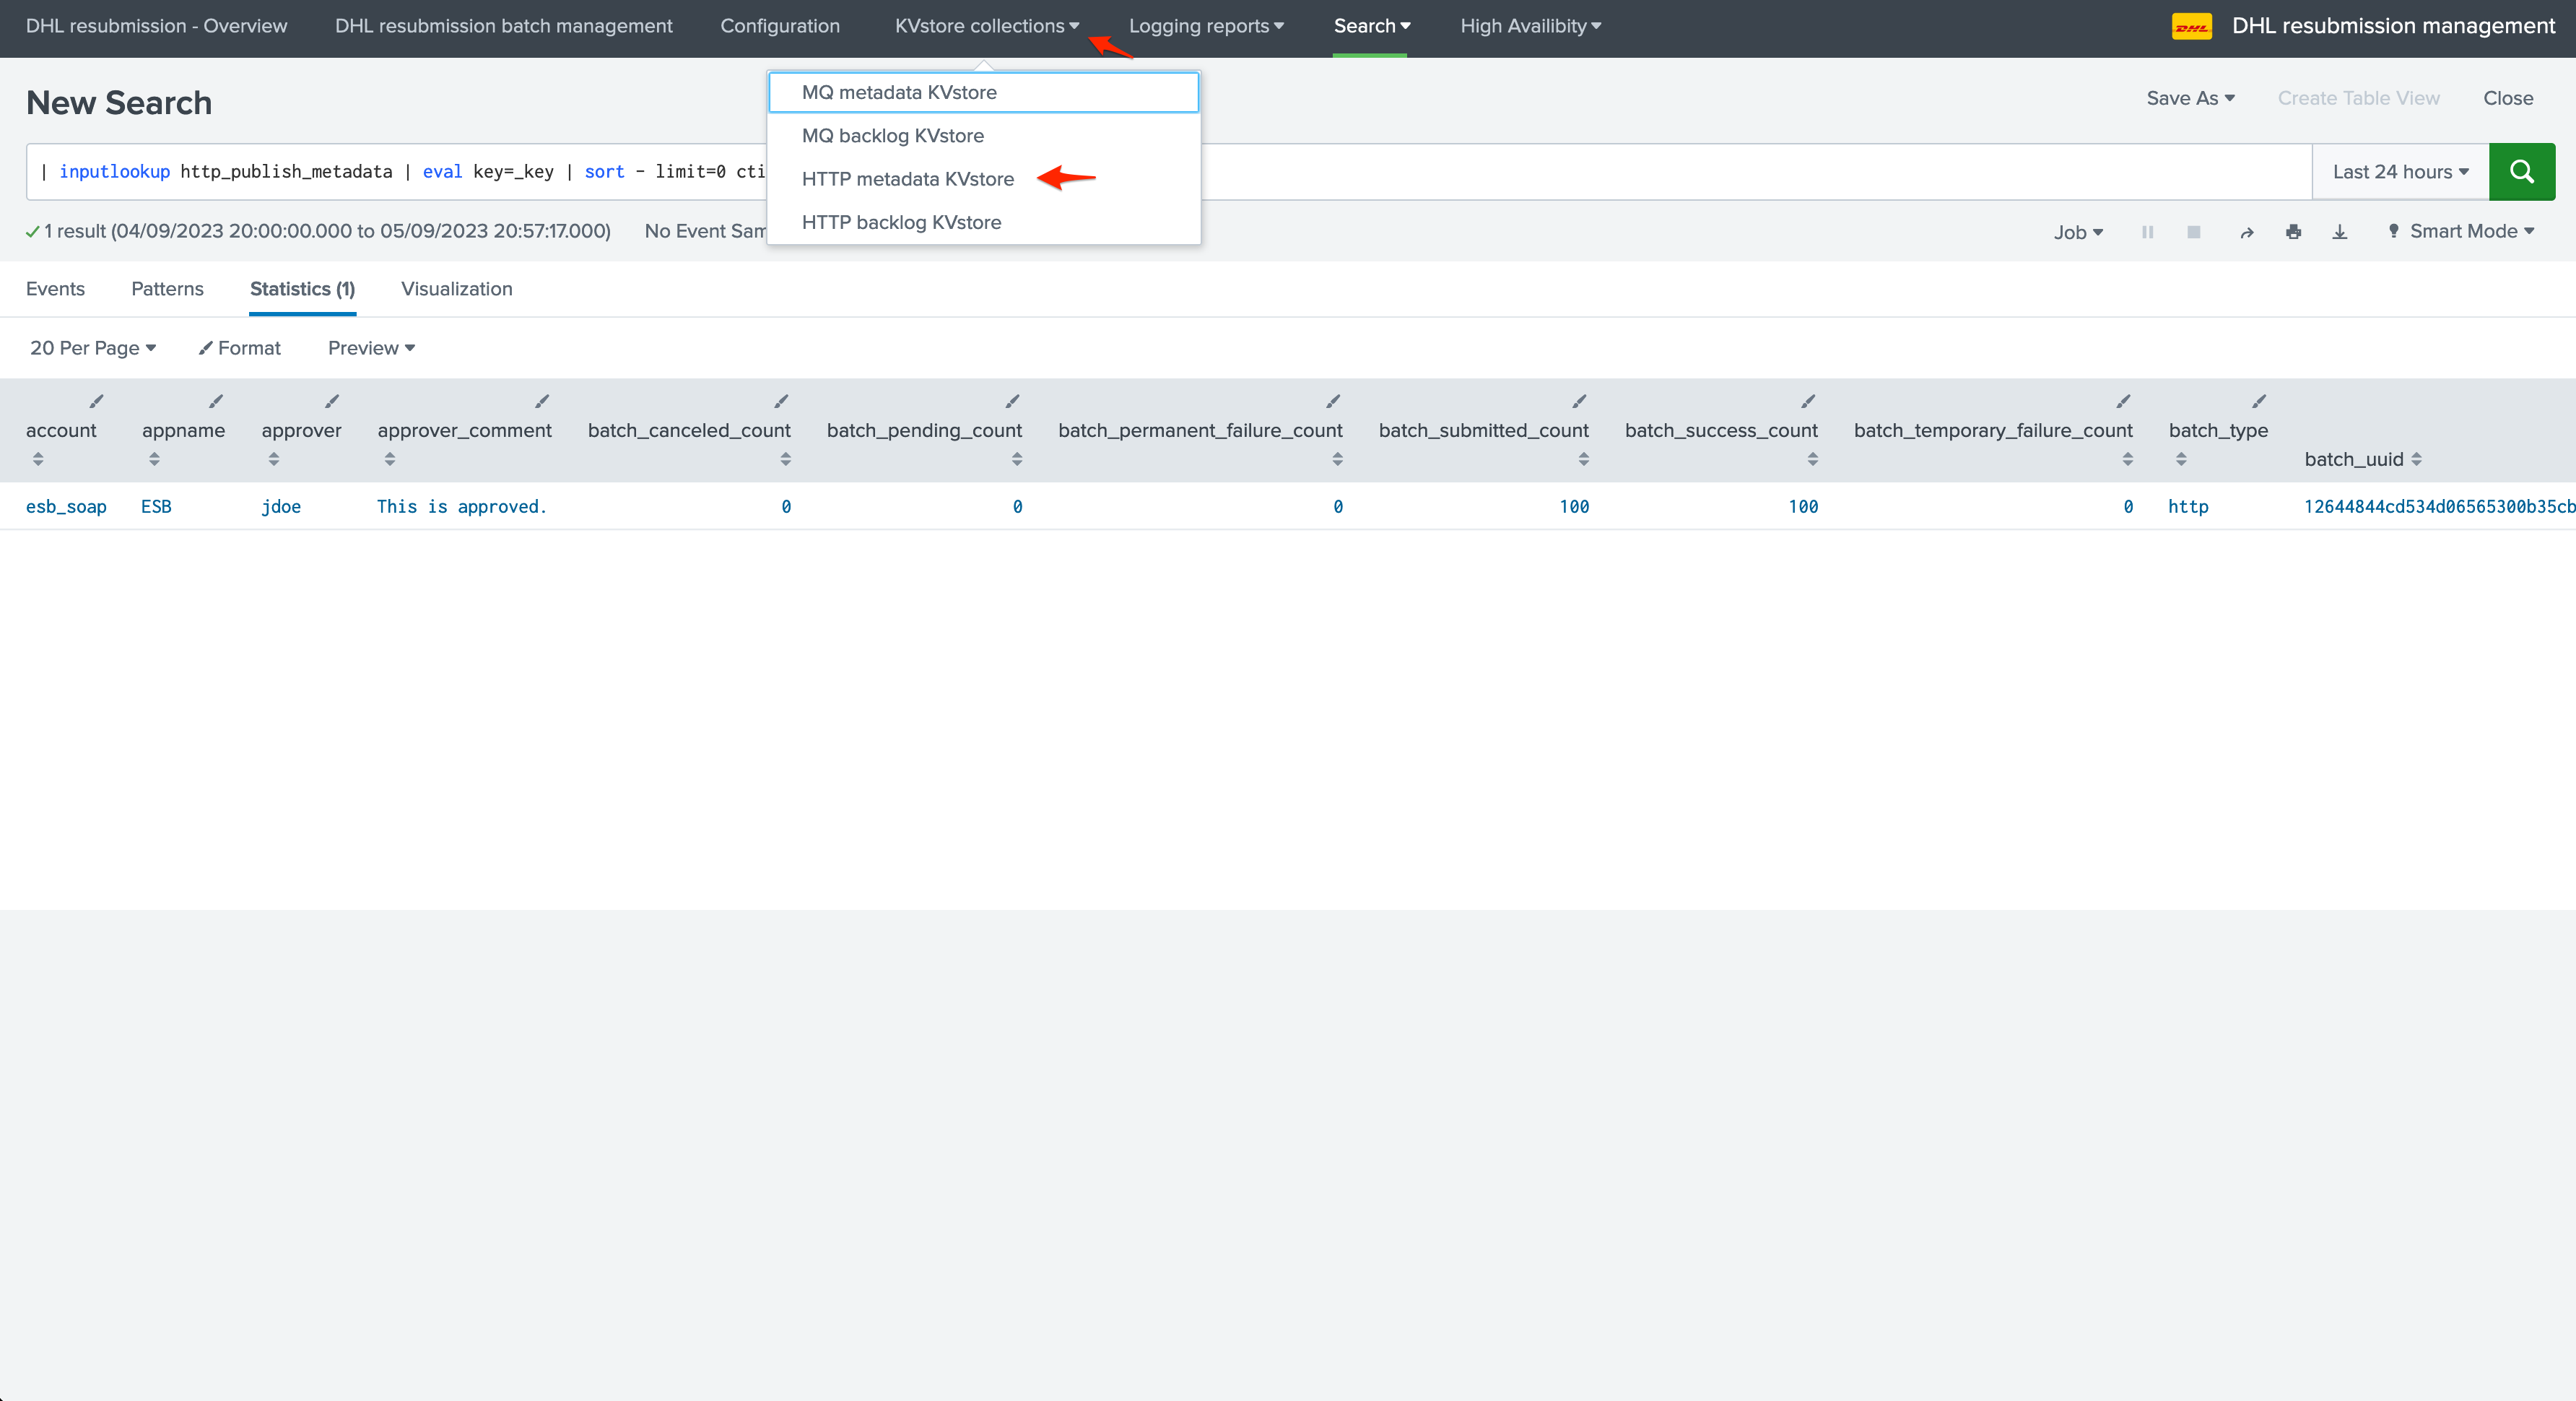 DHL resubmission - Overview DHL resubmission batch management Configuration KVstore collections Logging reports Search High Availibity DHL DHL resubmission management
MQ metadata KVstore
MQ backlog KVstore
HTTP metadata KVstore
HTTP backlog KVstore
New Search Save As Create Table View Close
| inputlookup http_publish_metadata | eval key=_key | sort - limit=0 cti Last 24 hours
1 result (04/09/2023 20:00:00.000 to 05/09/2023 20:57:17.000) No Event Sam Job Smart Mode
Events Patterns Statistics (1) Visualization
20 Per Page Format Preview
account appname approver approver_comment batch_canceled_count batch_pending_count batch_permanent_failure_count batch_submitted_count batch_success_count batch_temporary_failure_count batch_type batch_uuid
esb_soap ESB jdoe This is approved. 0 0 0 100 100 0 http 12644844cd534d06565300b35cb